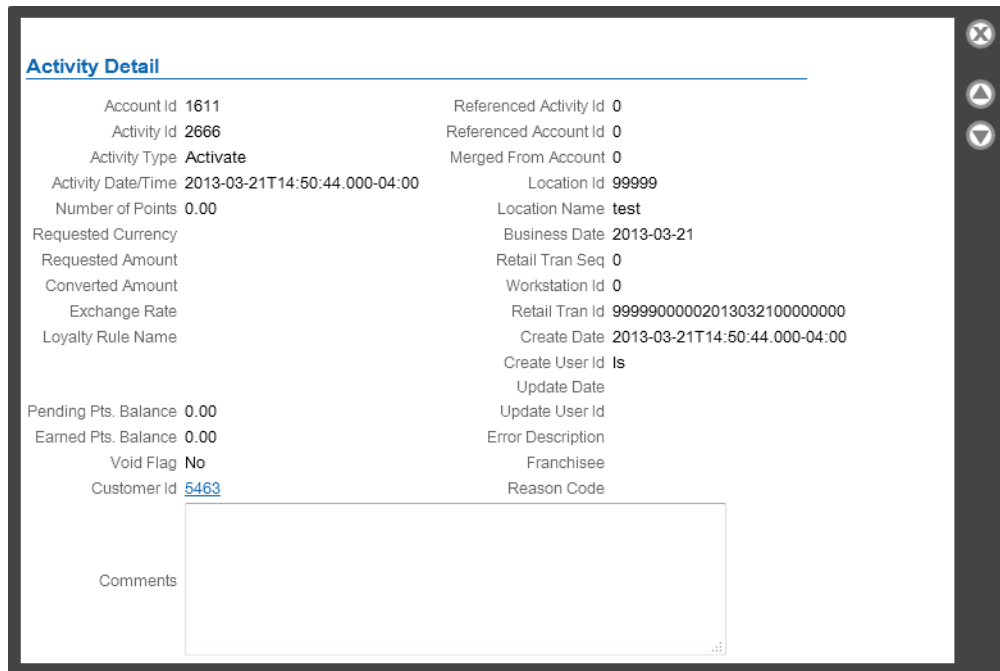 Activity Detail
Account Id 1611 Referenced Activity Id 0
Activity Id 2666 Referenced Account Id 0
Activity Type Activate Merged From Account 0
Activity Date/Time 2013-03-21T14:50:44.000-04:00 Location Id 99999
Number of Points 0.00 Location Name test
Requested Currency Business Date 2013-03-21
Requested Amount Retail Tran Seq 0
Converted Amount Workstation Id 0
Exchange Rate Retail Tran Id 99999000002013032100000000
Loyalty Rule Name Create Date 2013-03-21T14:50:44.000-04:00
Create User Id ls
Update Date
Pending Pts. Balance 0.00 Update User Id
Earned Pts. Balance 0.00 Error Description
Void Flag No Franchisee
Customer Id 5463 Reason Code
Comments